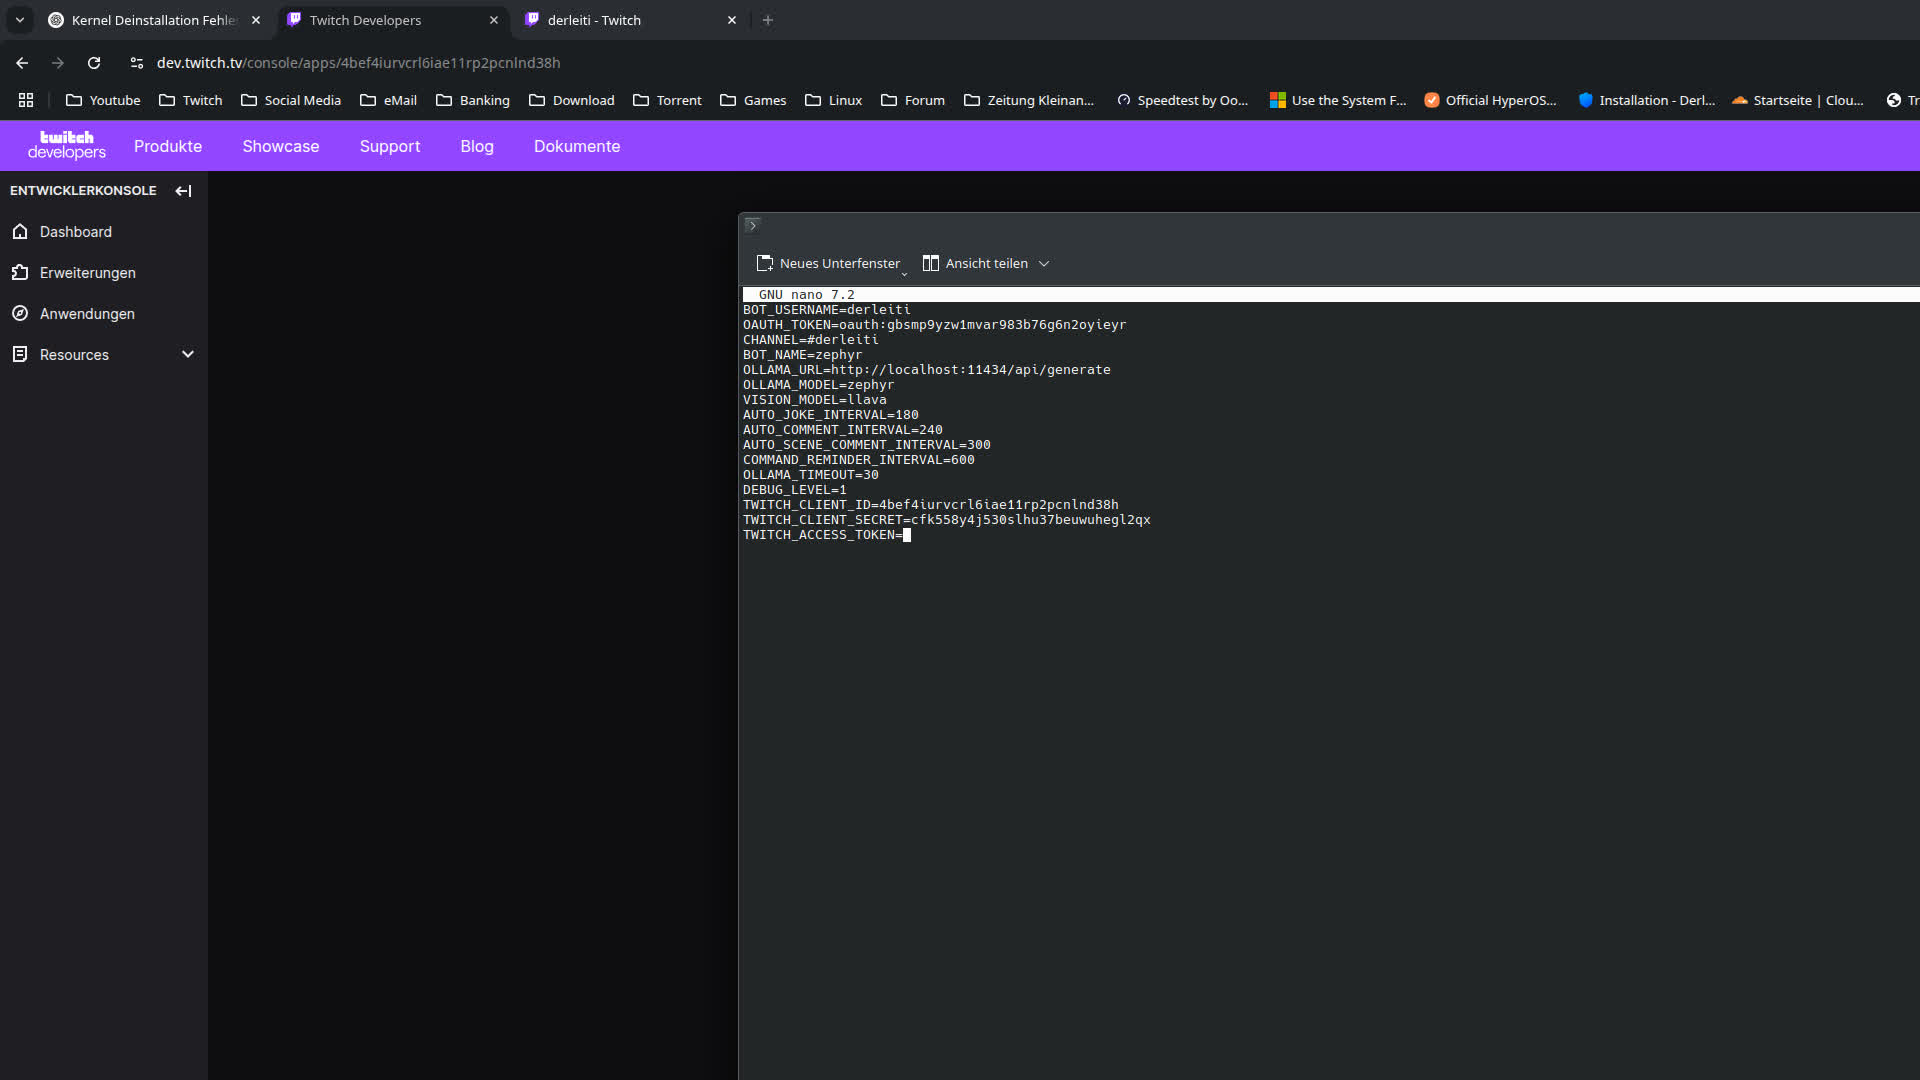 Kernel Deinstallation Fehle
Twitch Developers
derleiti - Twitch
dev.twitch.tv/console/apps/4bef4iurvcrl6iae11rp2pcnlnd38h
Youtube
Twitch
Social Media
eMail
Banking
Download
Torrent
Games
Linux
Forum
Zeitung Kleinan...
Speedtest by Oo...
Use the System F...
Official HyperOS...
Installation - Derl...
Startseite | Clou...
Tr
twitch
developers
Produkte
Showcase
Support
Blog
Dokumente
ENTWICKLERKONSOLE
Dashboard
Erweiterungen
Anwendungen
Resources
Neues Unterfenster
Ansicht teilen
GNU nano 7.2
BOT_USERNAME=derleiti
OAUTH_TOKEN=oauth:gbsmp9yzw1mvar983b76g6n2oyieyr
CHANNEL=#derleiti
BOT_NAME=zephyr
OLLAMA_URL=http://localhost:11434/api/generate
OLLAMA_MODEL=zephyr
VISION_MODEL=llava
AUTO_JOKE_INTERVAL=180
AUTO_COMMENT_INTERVAL=240
AUTO_SCENE_COMMENT_INTERVAL=300
COMMAND_REMINDER_INTERVAL=600
OLLAMA_TIMEOUT=30
DEBUG_LEVEL=1
TWITCH_CLIENT_ID=4bef4iurvcrl6iae11rp2pcnlnd38h
TWITCH_CLIENT_SECRET=cfk558y4j530slhu37beuwuhegl2qx
TWITCH_ACCESS_TOKEN=